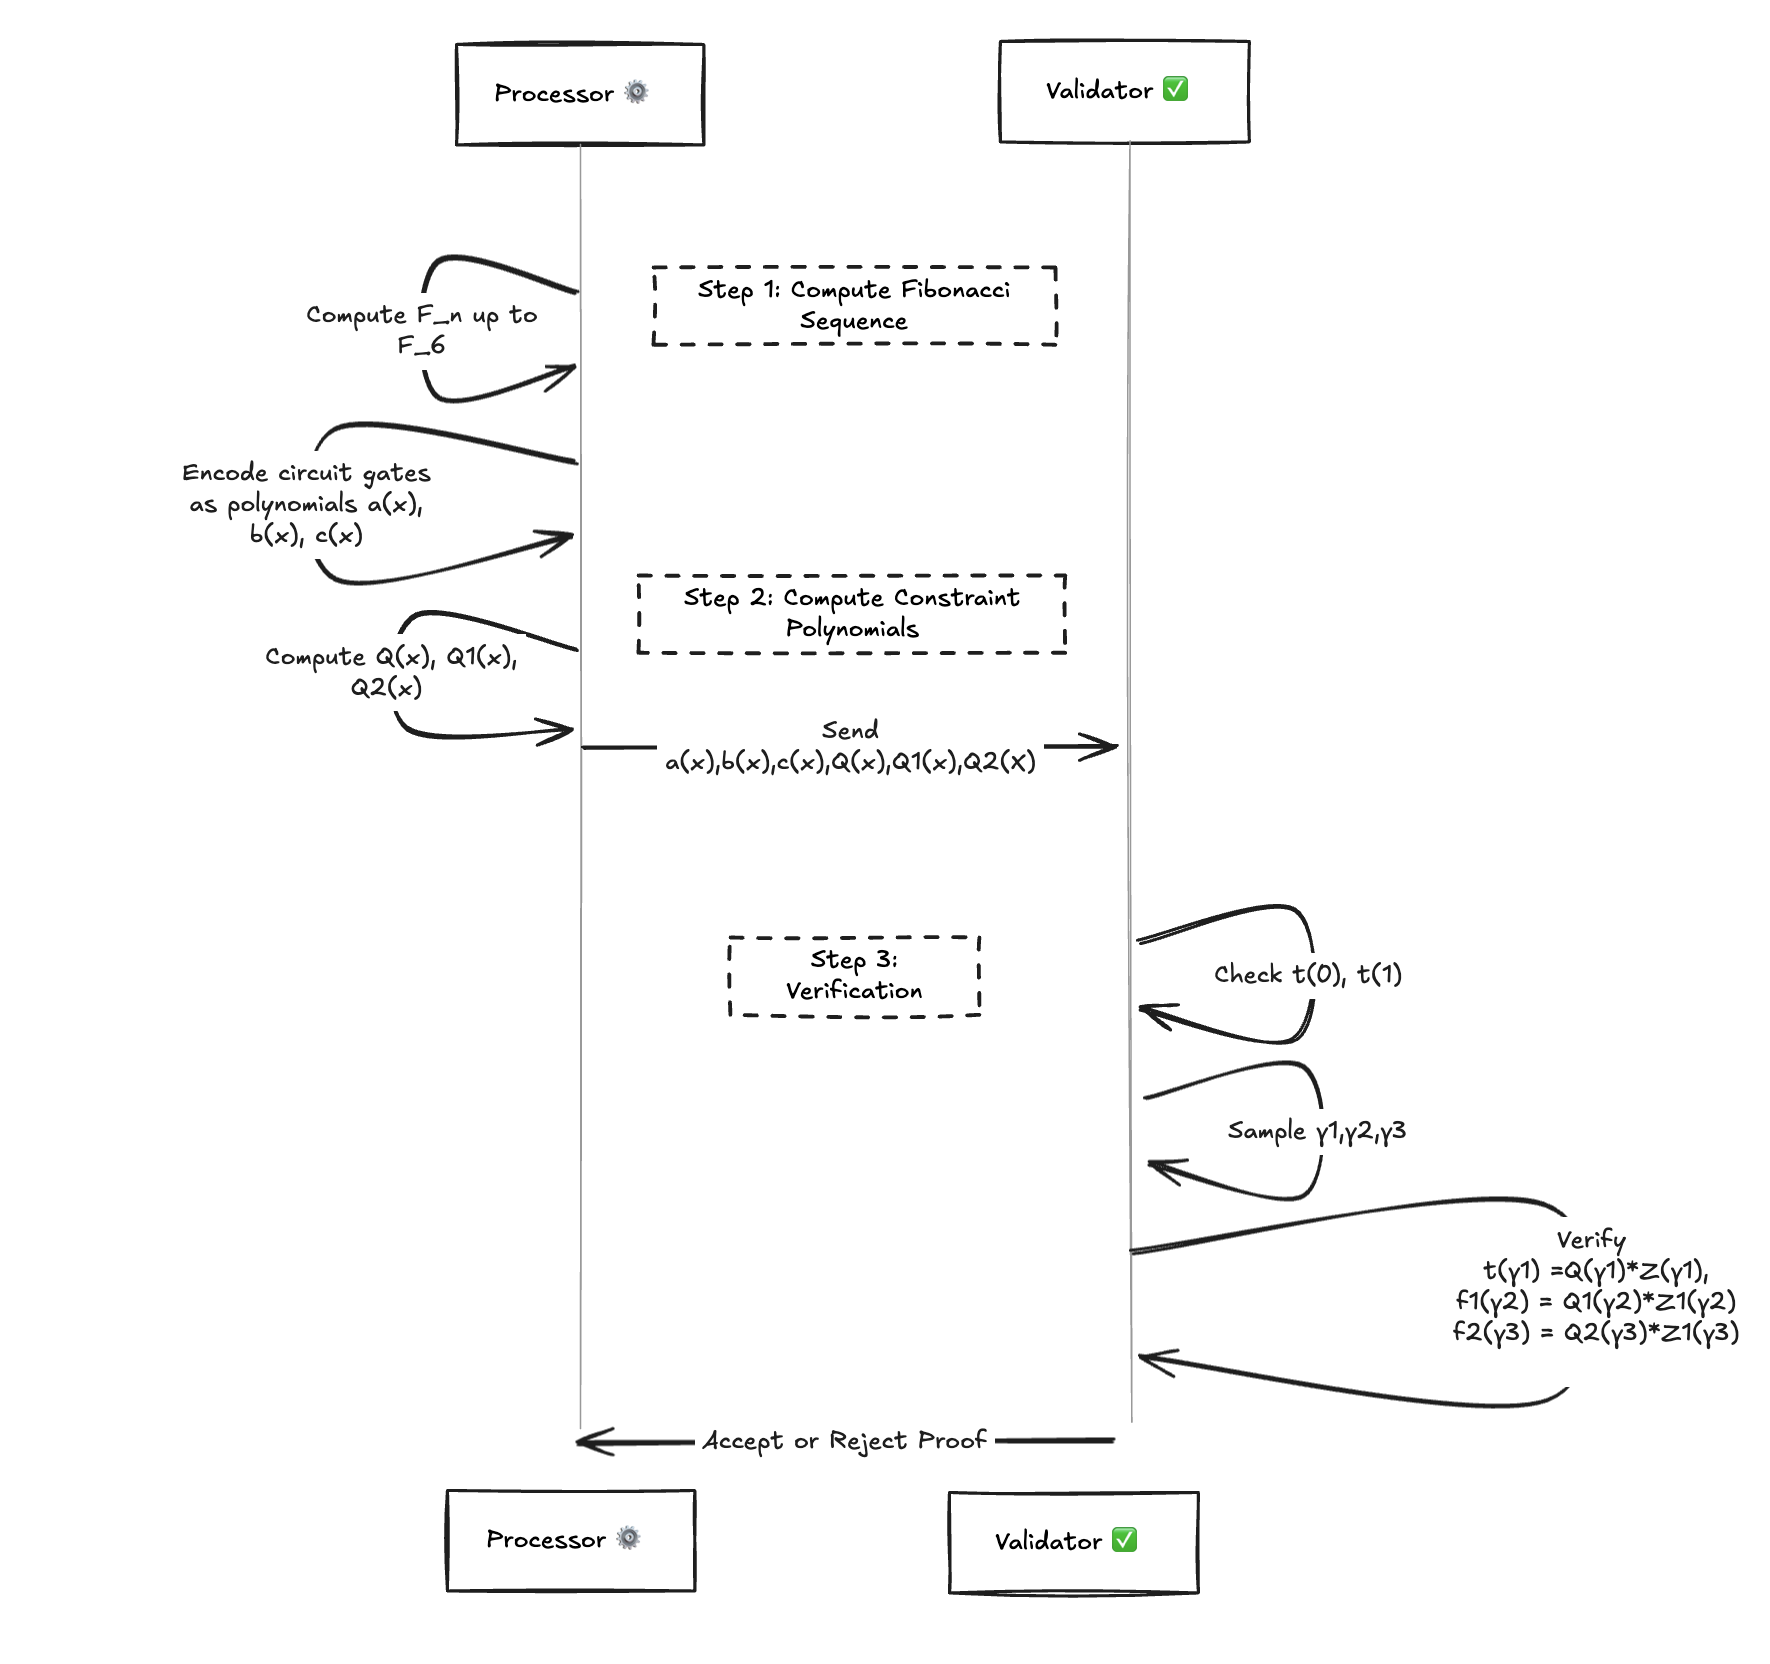 Processor ⚙️
Validator ✅
Step 1: Compute Fibonacci
Sequence
Compute F_n up to
F_6
Encode circuit gates
as polynomials a(x),
b(x), c(x)
Step 2: Compute Constraint
Polynomials
Compute Q(x), Q1(x),
Q2(x)
Send
a(x),b(x),c(x),Q(x),Q1(x),Q2(X)
Step 3:
Verification
Check t(0), t(1)
Sample γ1,γ2,γ3
Verify
t(γ1) =Q(γ1)*Z(γ1),
f1(γ2) = Q1(γ2)*Z1(γ2)
f2(γ3) = Q2(γ3)*Z1(γ3)
Accept or Reject Proof
Processor ⚙️
Validator ✅